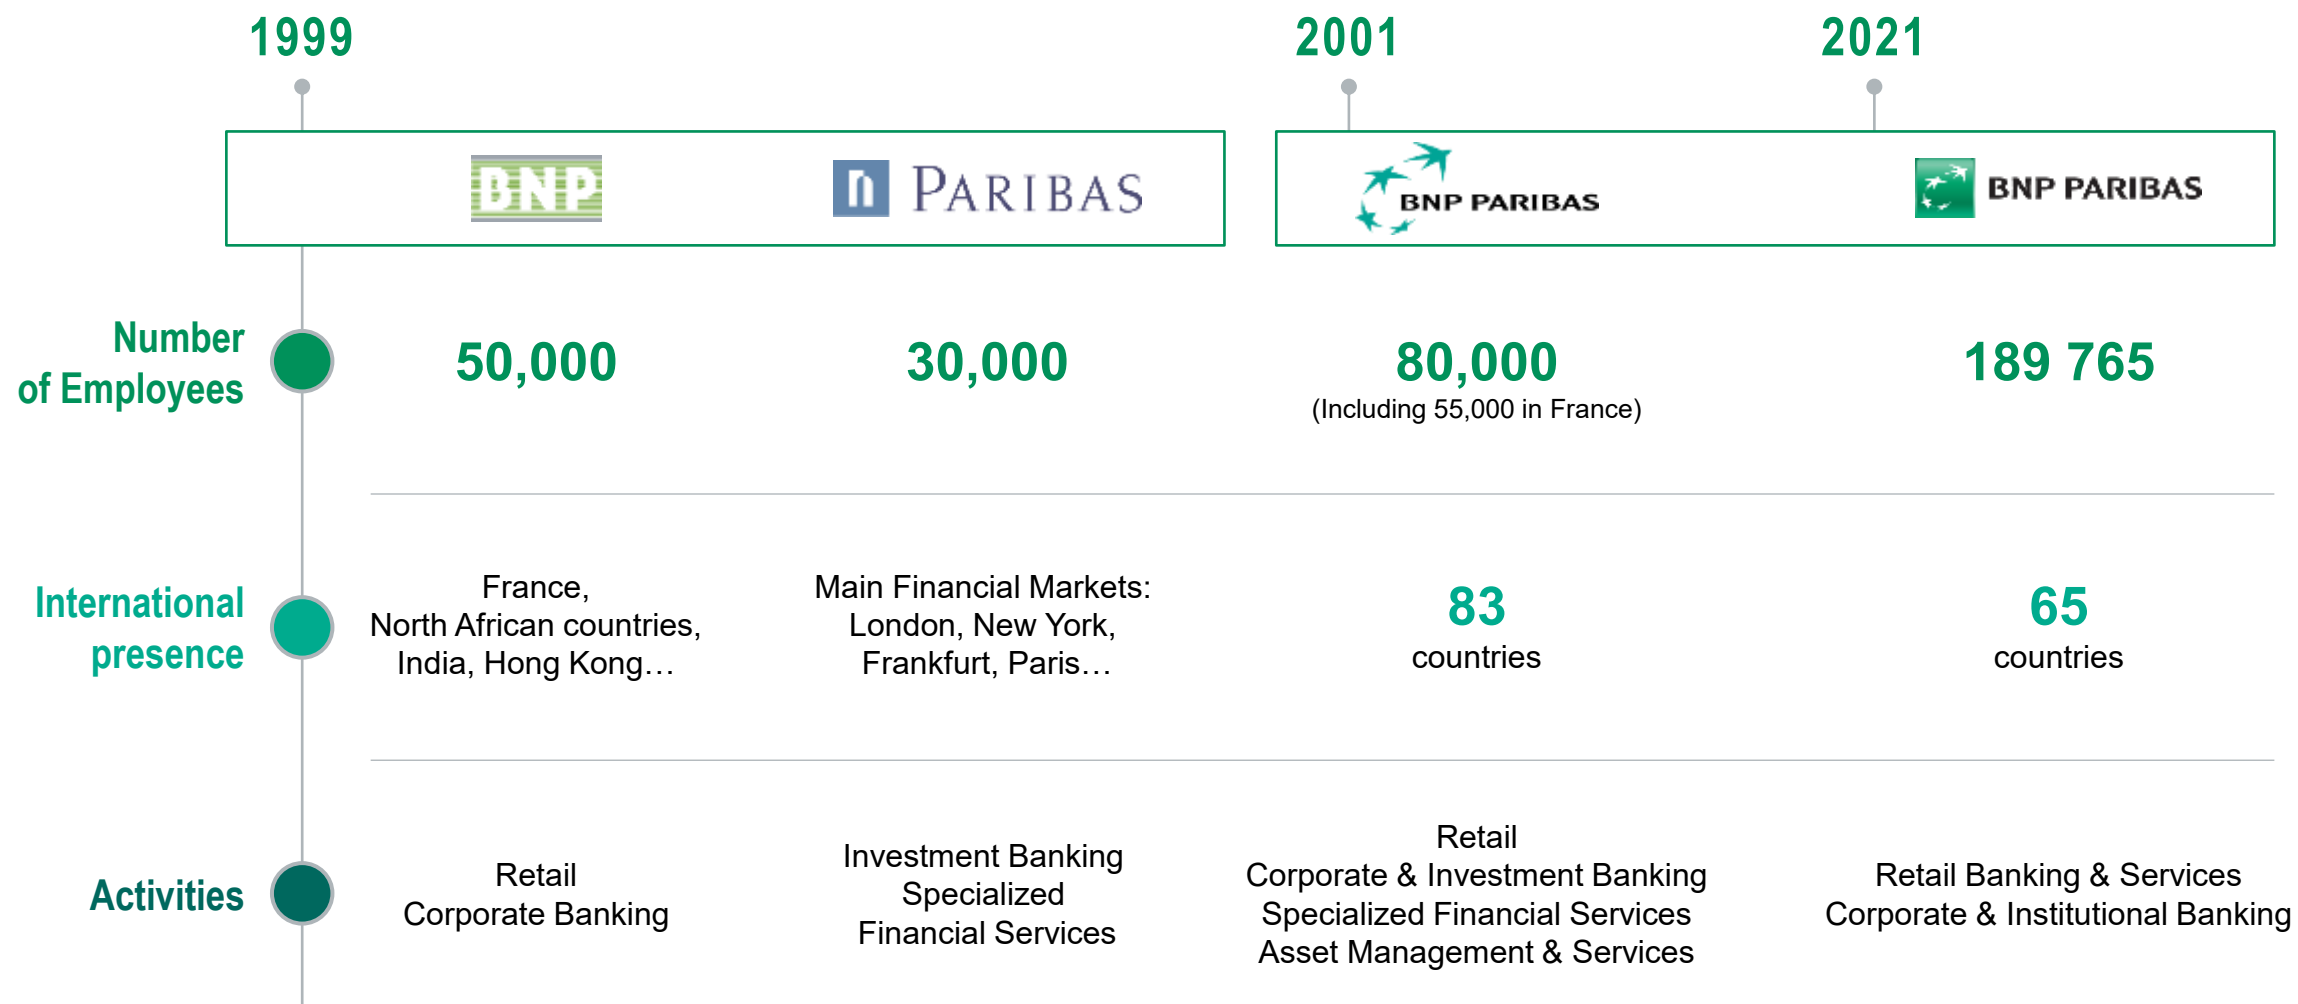 1999
2001
2021
BNP
PARIBAS
BNP PARIBAS
BNP PARIBAS
Number
of Employees
50,000
30,000
80,000
(Including 55,000 in France)
189 765
International
presence
France,
North African countries,
India, Hong Kong…
Main Financial Markets:
London, New York,
Frankfurt, Paris…
83
countries
65
countries
Activities
Retail
Corporate Banking
Investment Banking
Specialized
Financial Services
Retail
Corporate & Investment Banking
Specialized Financial Services
Asset Management & Services
Retail Banking & Services
Corporate & Institutional Banking